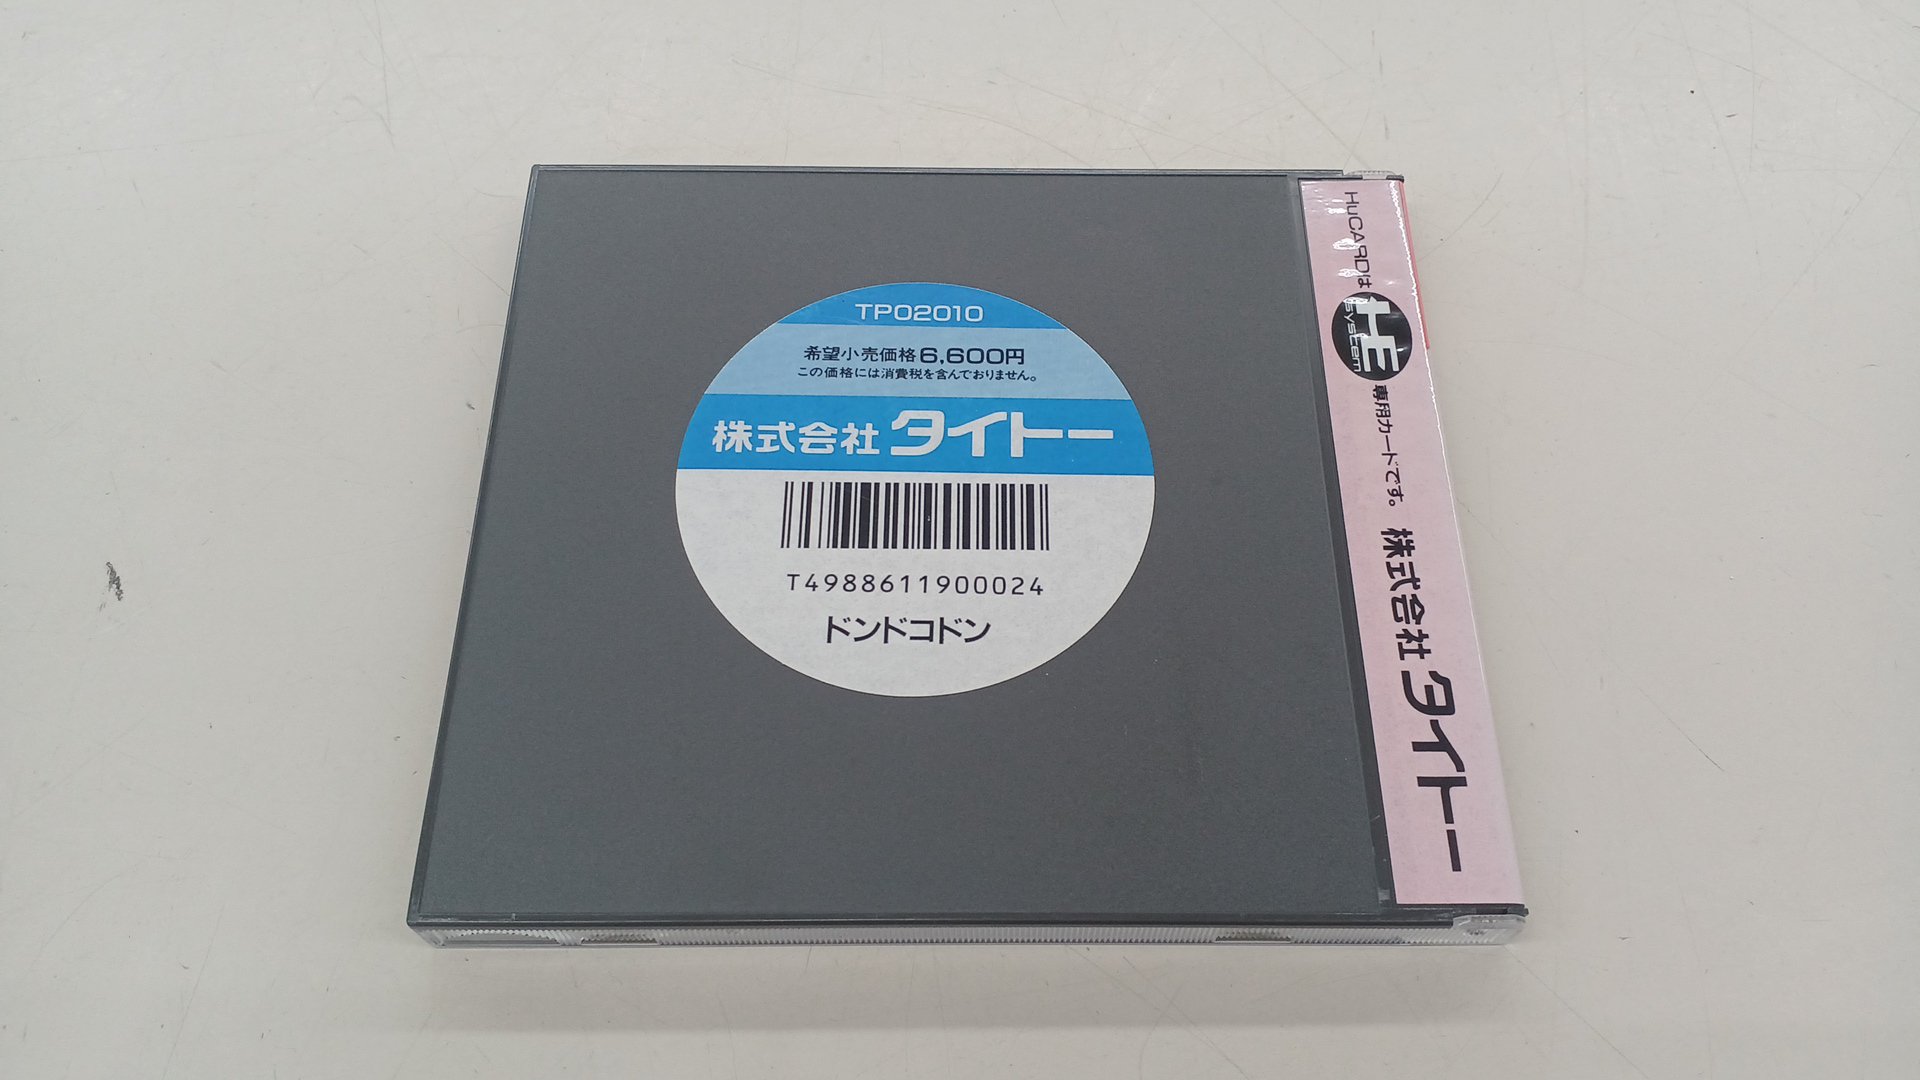 TP02010
希望小売価格6,600円
この価格には消費税を含んでおりません。
株式会社タイトー
T4988611900024
ドンドコドン
HuCARDは HE system 専用カードです。 株式会社タイトー